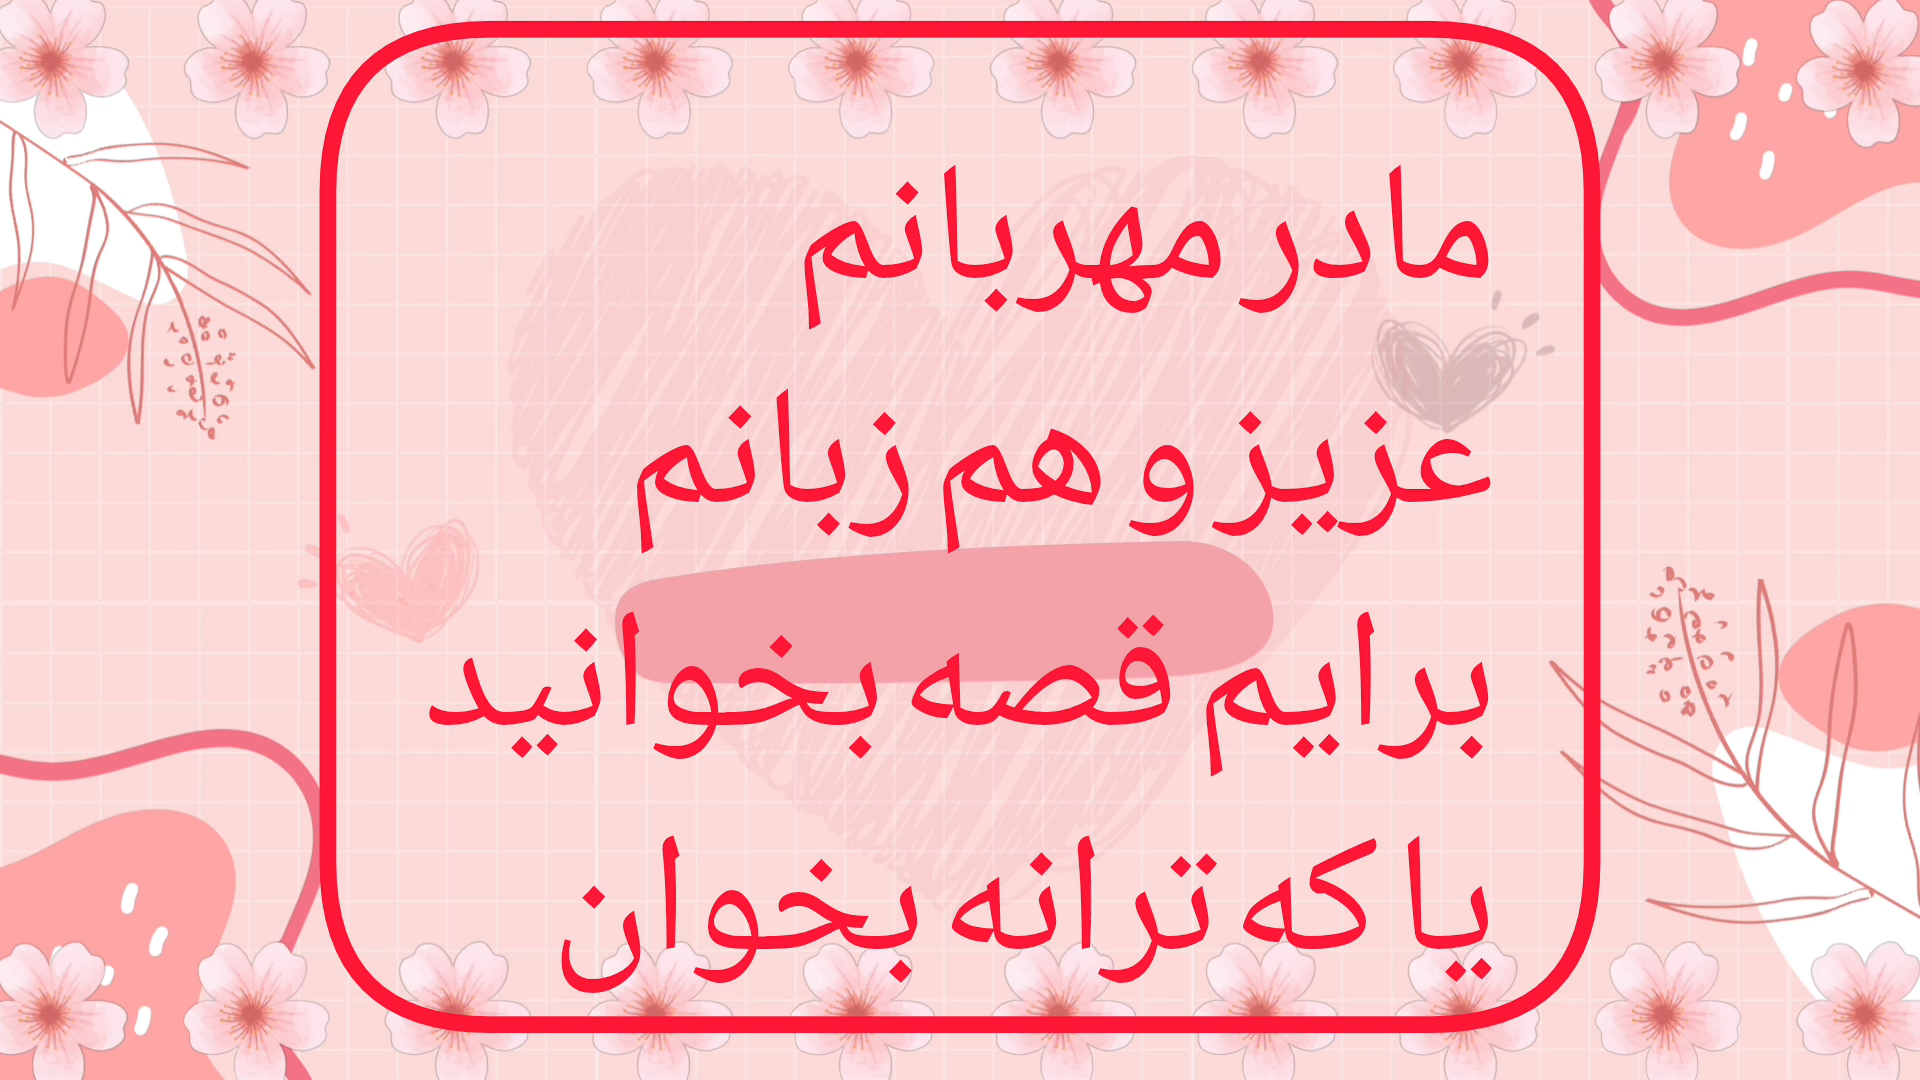 مادر مهربانم
عزیز و هم زبانم
برایم قصه بخوانید
یا که ترانه بخوان